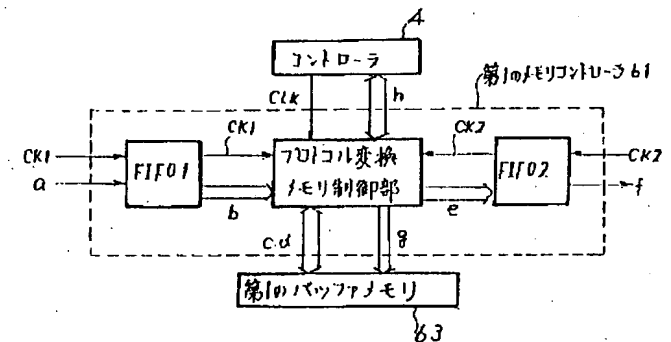 4
コントローラ
第1のメモリコントローラ61
CLK
h
CK1
CK1
CK2
CK2
a
FIFO1
プロトコル変換
メモリ制御部
FIFO2
f
b
e
c,d
g
第1のバッファメモリ
63